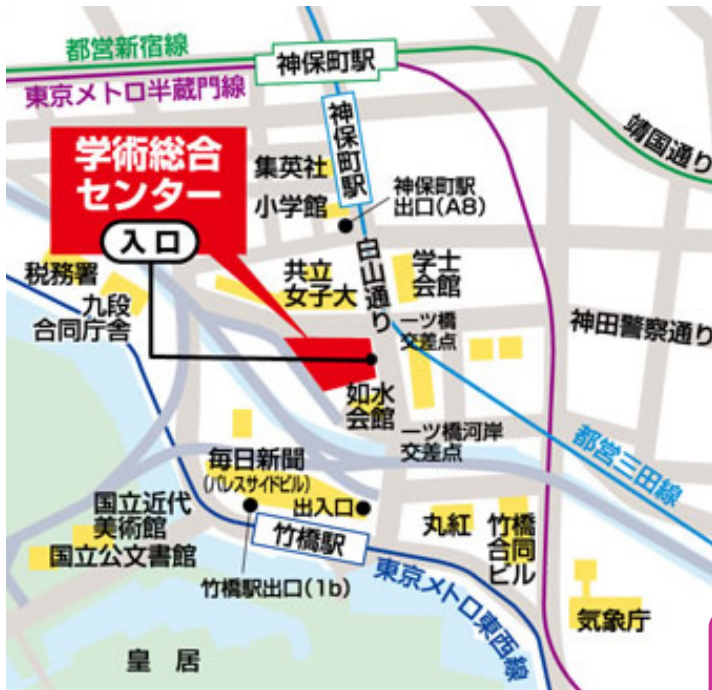 都営新宿線
神保町駅
東京メトロ半蔵門線
靖国通り
神保町駅
学術総合
センター
入口
集英社
小学館
神保町駅
出口(A8)
白山通り
税務署
九段
合同庁舎
共立
女子大
学士
会館
一ツ橋
交差点
神田警察通り
如水
会館
一ツ橋河岸
交差点
都営三田線
毎日新聞
(パレスサイドビル)
出入口
国立近代
美術館
国立公文書館
竹橋駅
竹橋駅出口(1b)
丸紅
竹橋
合同
ビル
東京メトロ東西線
気象庁
皇居